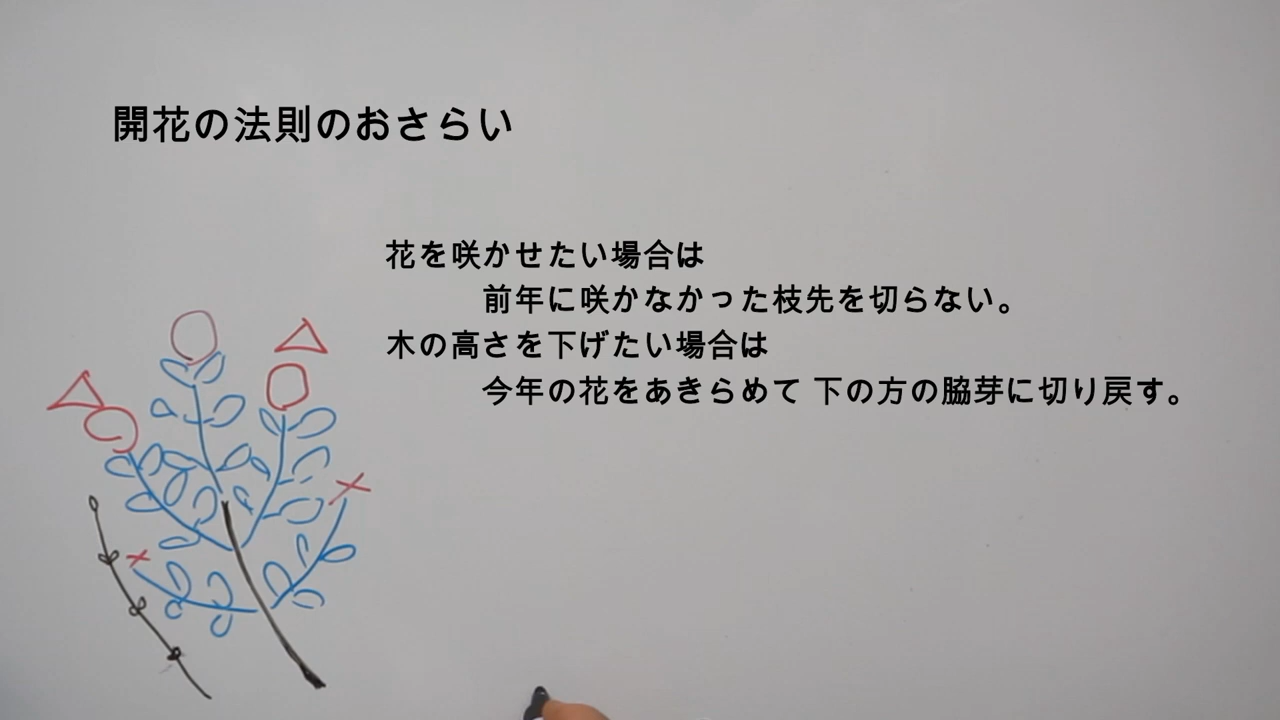 開花の法則のおさらい
花を咲かせたい場合は
前年に咲かなかった枝先を切らない。
木の高さを下げたい場合は
今年の花をあきらめて 下の方の脇芽に切り戻す。